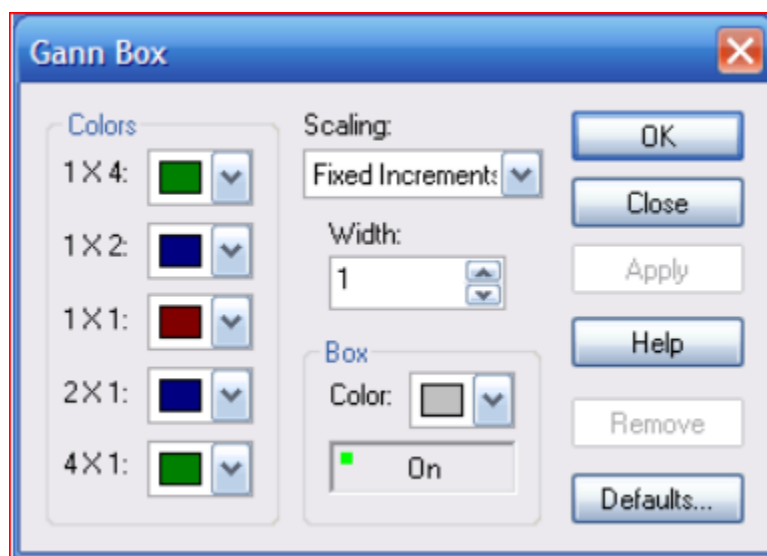 Gann Box
Colors
1 X 4:
1 X 2:
1 X 1:
2 X 1:
4 X 1:
Scaling:
Fixed Increments
Width:
1
Box
Color:
On
OK
Close
Apply
Help
Remove
Defaults...